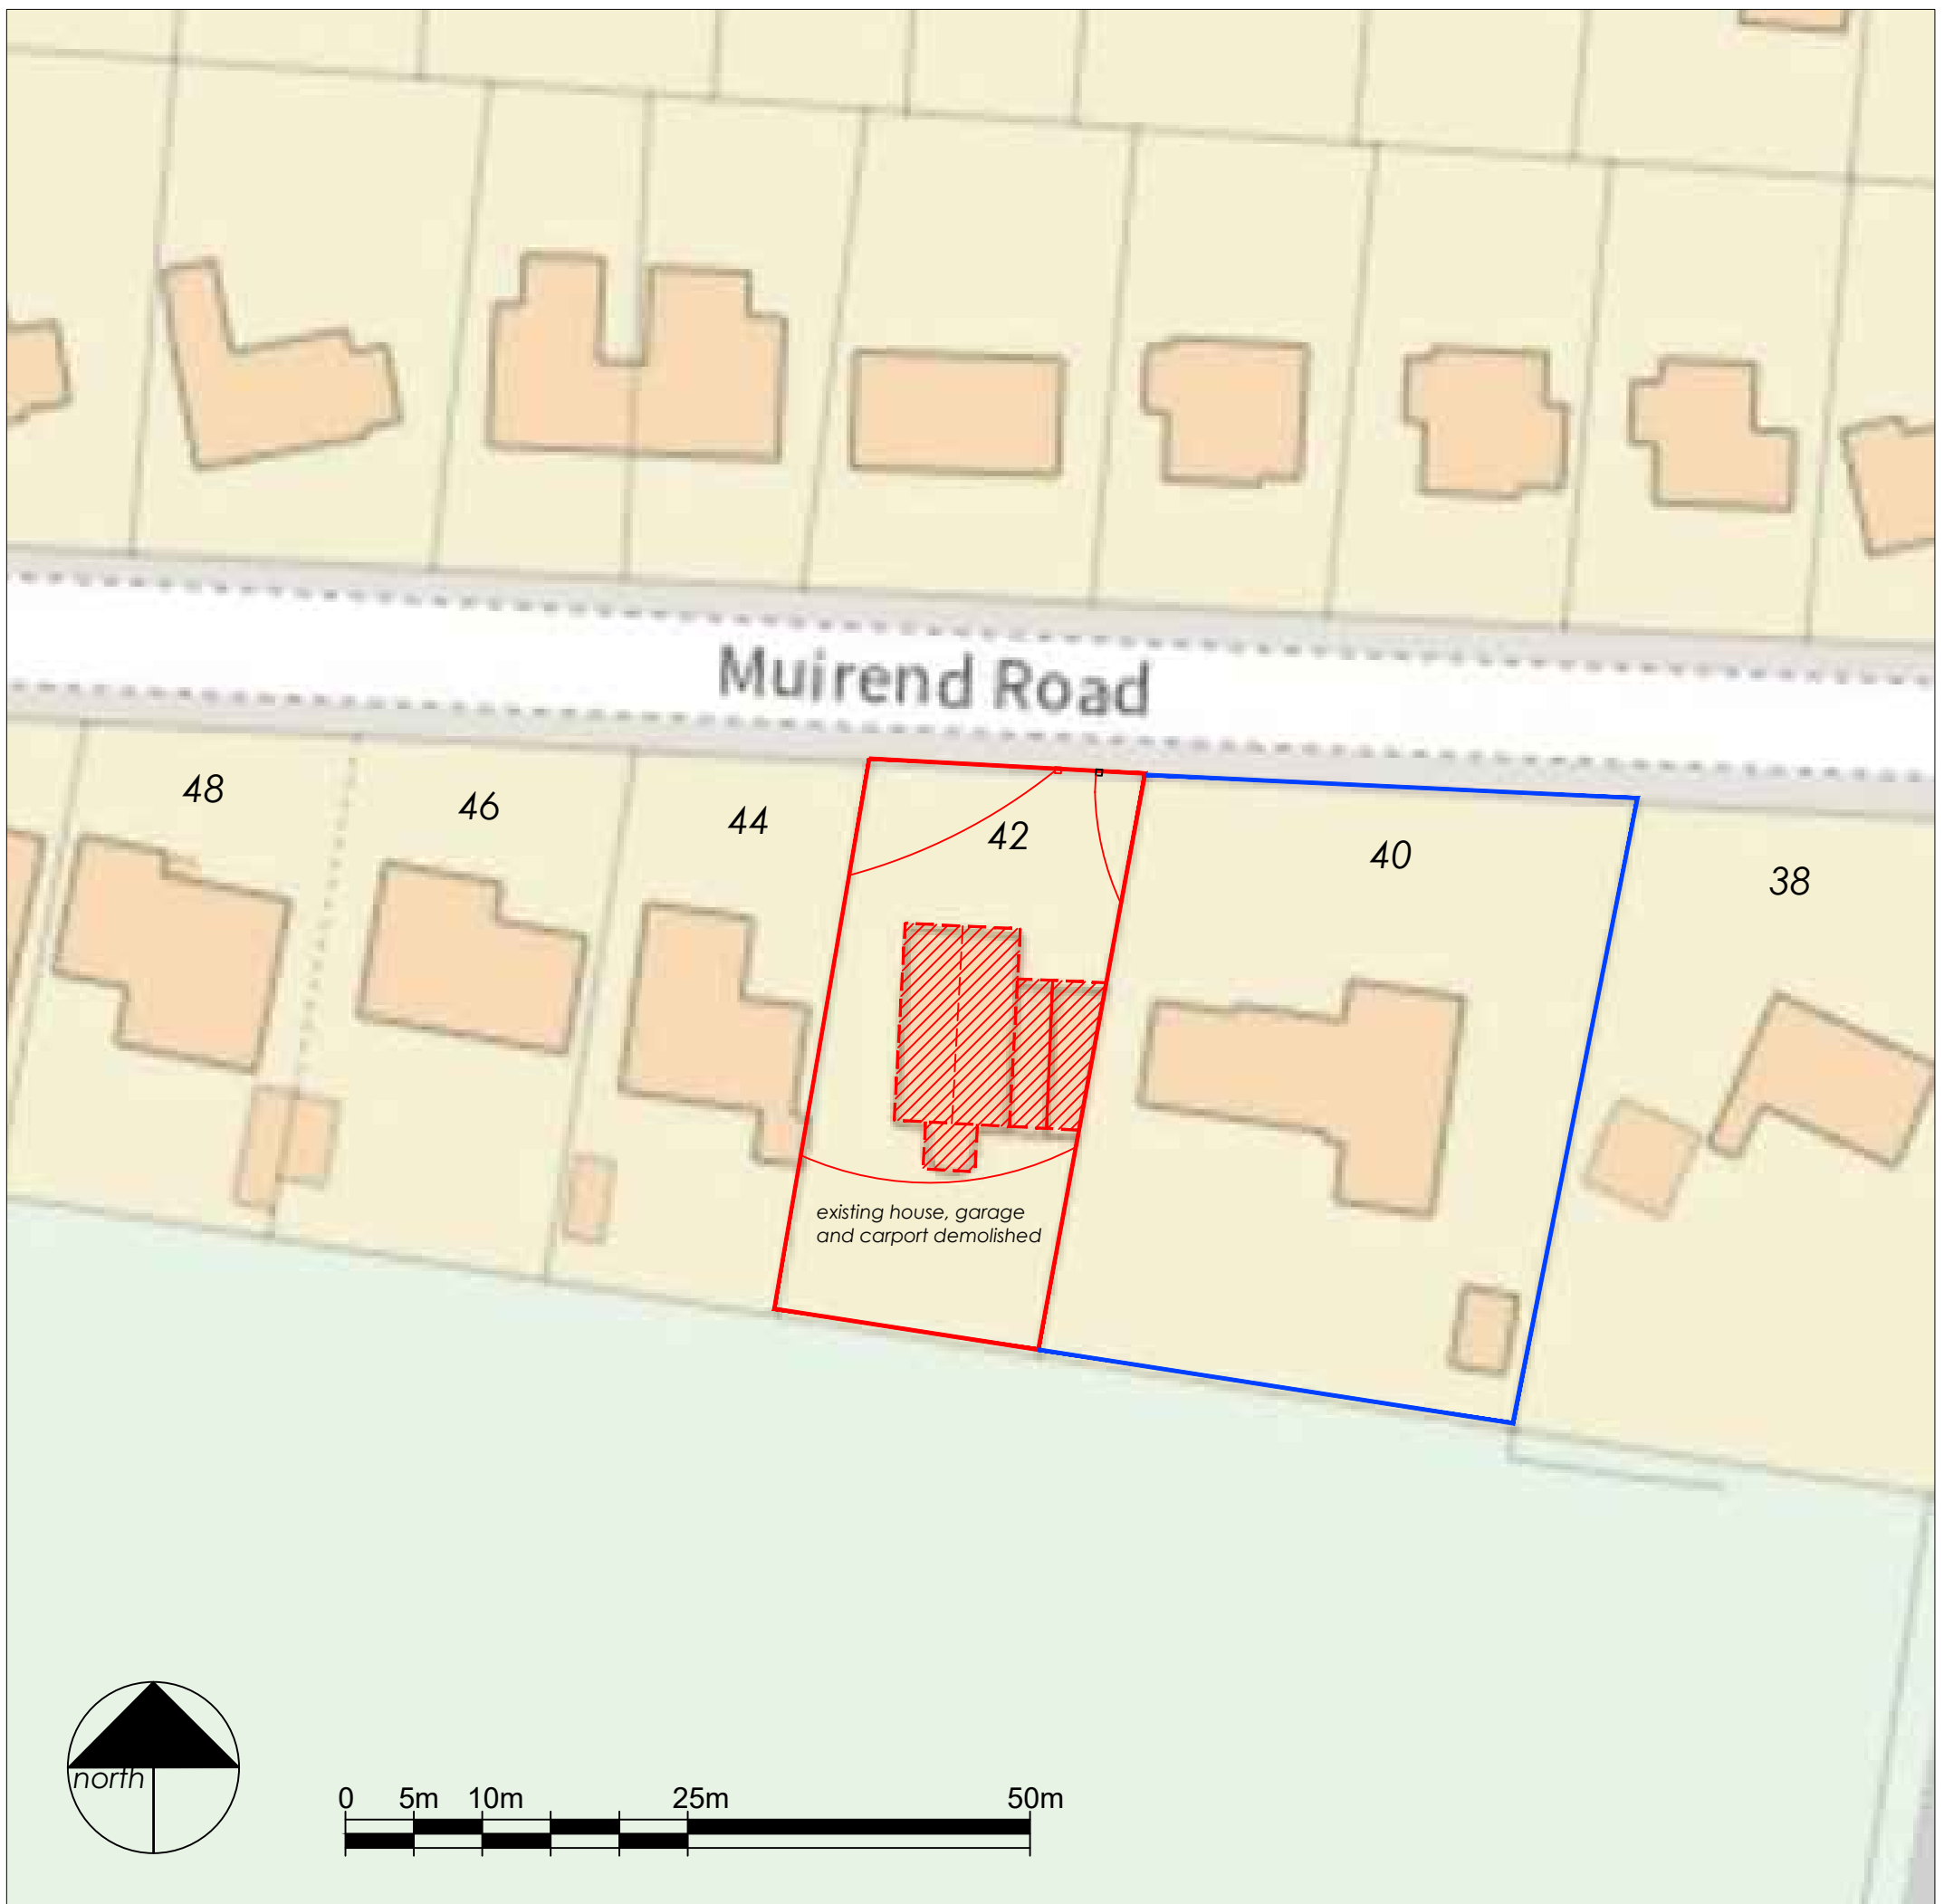 Muirend Road
48
46
44
42
40
38
existing house, garage
and carport demolished
north
0 5m 10m 25m 50m